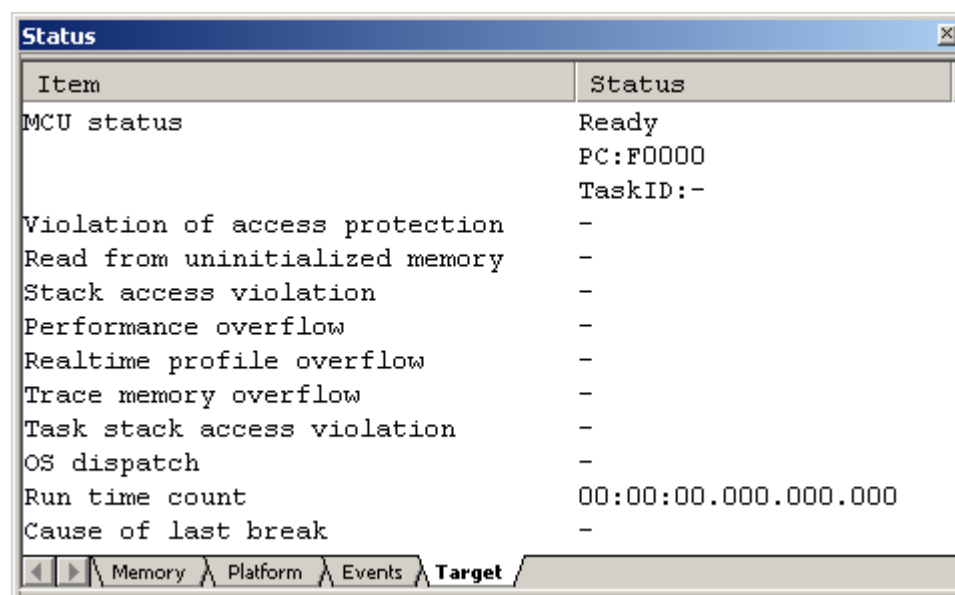 Status
Item Status
MCU status Ready
PC:F0000
TaskID:-
Violation of access protection -
Read from uninitialized memory -
Stack access violation -
Performance overflow -
Realtime profile overflow -
Trace memory overflow -
Task stack access violation -
OS dispatch -
Run time count 00:00:00.000.000.000
Cause of last break -
Memory Platform Events Target